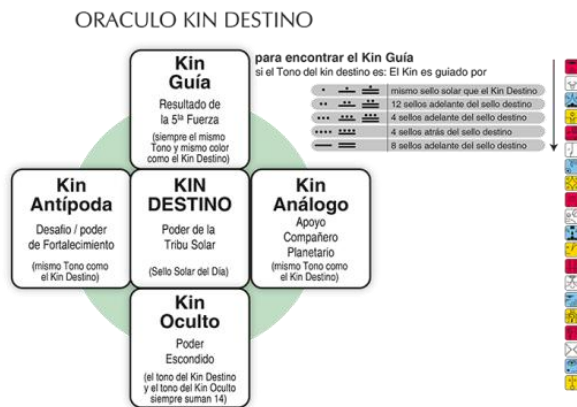 ORACULO KIN DESTINO
Kin
Guía
Resultado de
la 5ta Fuerza
(siempre el mismo
Tono y mismo color
como el Kin Destino)
para encontrar el Kin Guía
si el Tono del kin destino es: El Kin es guiado por
mismo sello solar que el Kin Destino
12 sellos adelante del sello destino
4 sellos adelante del sello destino
4 sellos atrás del sello destino
8 sellos adelante del sello destino
Kin
Antípoda
Desafio / poder
de Fortalecimiento
(mismo Tono como
el Kin Destino)
KIN
DESTINO
Poder de la
Tribu Solar
(Sello Solar del Día)
Kin
Análogo
Apoyo
Compañero
Planetario
(mismo Tono como
el Kin Destino)
Kin
Oculto
Poder
Escondido
(el tono del Kin Destino
y el tono del Kin Oculto
siempre suman 14)